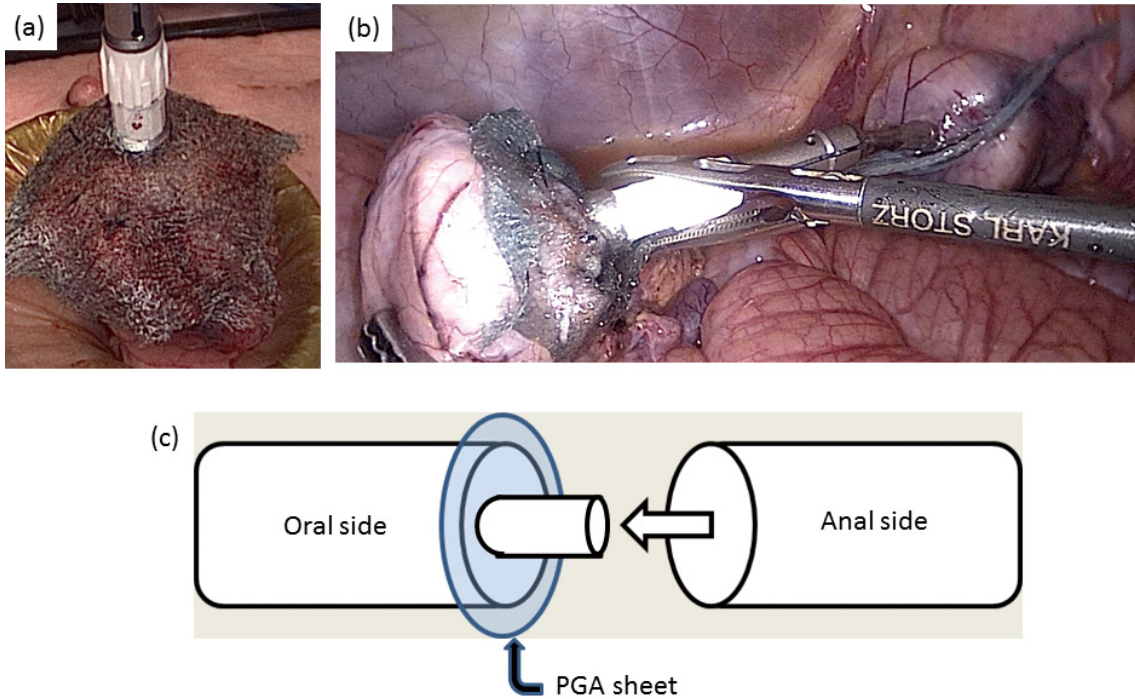 (a)
(b)
KARL STORZ
(c)
Oral side
Anal side
PGA sheet